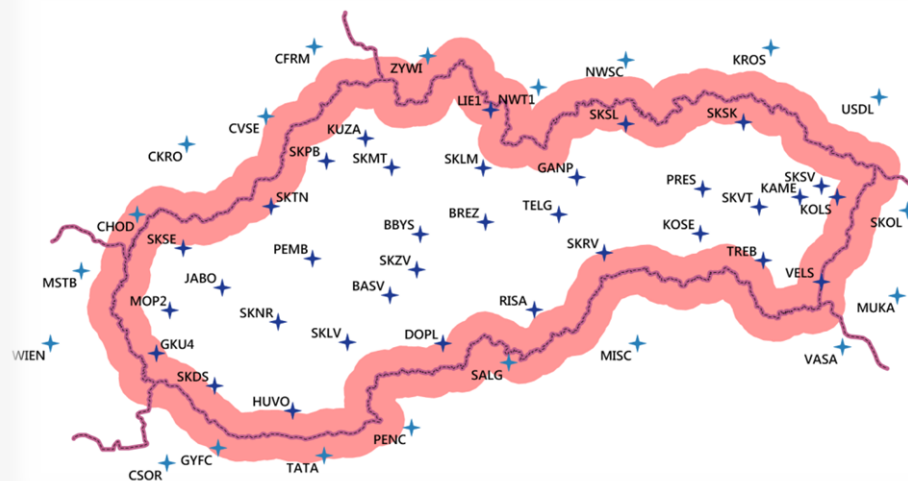 CFRM
ZYWI
NWSC
KROS
LIE1
NWT1
USDL
CVSE
KUZA
SKSL
SKSK
CKRO
SKPB
SKMT
SKLM
GANP
PRES
SKVT
KAME
SKSV
KOLS
SKTN
CHOD
SKSE
BBYS
BREZ
TELG
KOSE
SKOL
MSTB
JABO
PEMB
SKZV
SKRV
TREB
VELS
MOP2
BASV
RISA
MUKA
SKNR
WIEN
GKU4
SKLV
DOPL
MISC
VASA
SKDS
SALG
HUVO
GYFC
TATA
PENC
CSOR